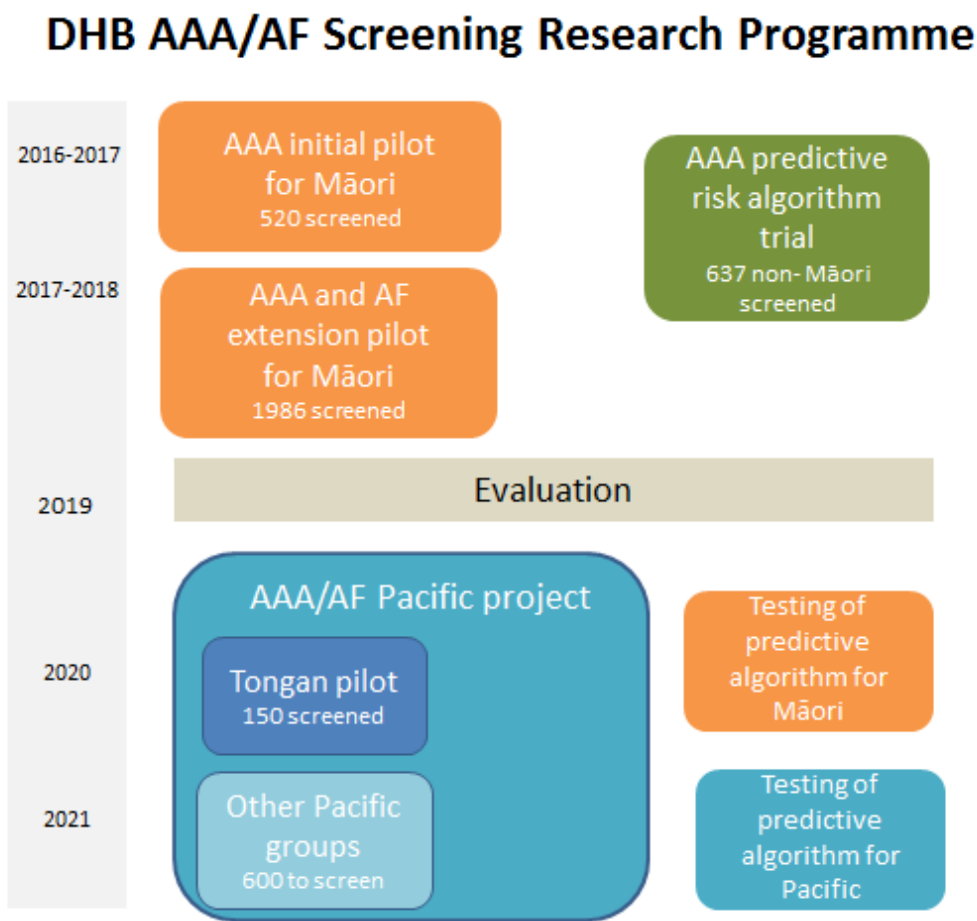 DHB AAA/AF Screening Research Programme
2016-2017
AAA initial pilot
for Māori
520 screened
AAA predictive
risk algorithm
trial
637 non- Māori
screened
2017-2018
AAA and AF
extension pilot
for Māori
1986 screened
2019
Evaluation
AAA/AF Pacific project
2020
Tongan pilot
150 screened
Testing of
predictive
algorithm for
Māori
2021
Other Pacific
groups
600 to screen
Testing of
predictive
algorithm for
Pacific